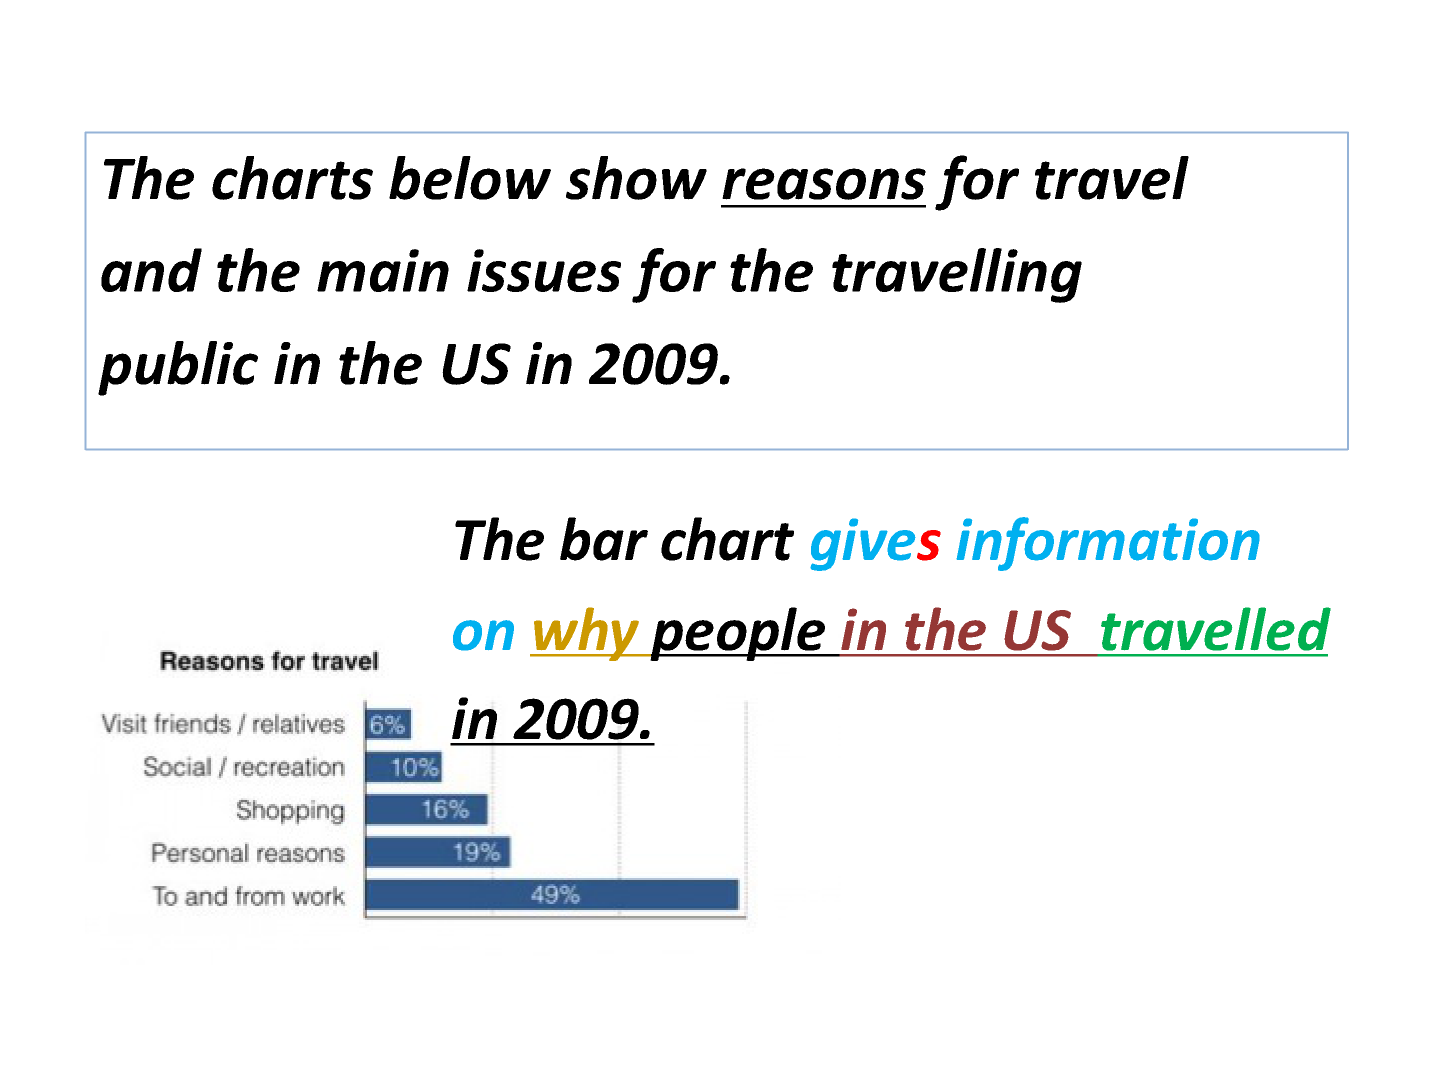 The charts below show reasons for travel
and the main issues for the travelling
public in the US in 2009.
The bar chart gives information
on why people in the US travelled
in 2009.
Reasons for travel
Visit friends / relatives 6%
Social / recreation 10%
Shopping 16%
Personal reasons 19%
To and from work 49%